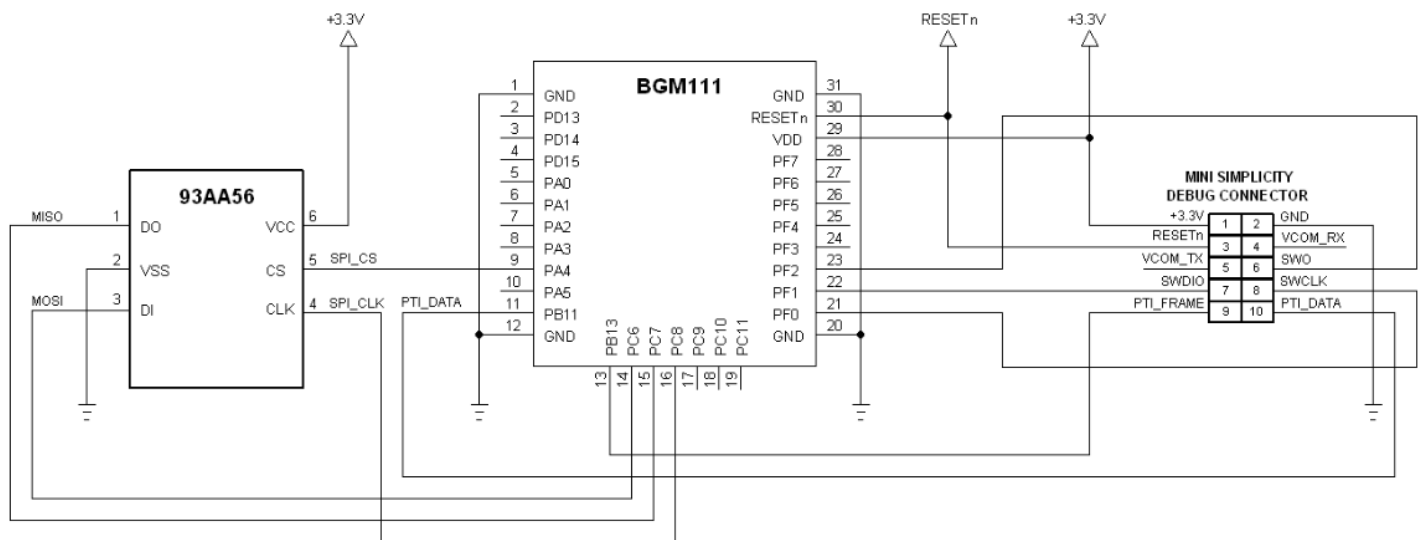 +3.3V
RESETn
+3.3V
BGM111
1 GND
2 PD13
3 PD14
4 PD15
5 PA0
6 PA1
7 PA2
8 PA3
9 PA4
10 PA5
11 PB11
12 GND
31 GND
30 RESETn
29 VDD
28 PF7
27 PF6
26 PF5
25 PF4
24 PF3
23 PF2
22 PF1
21 PF0
20 GND
PB13 PC6 PC7 PC8 PC9 PC10 PC11
13 14 15 16 17 18 19
93AA56
MISO 1 DO
2 VSS
MOSI 3 DI
VCC 6
CS 5 SPI_CS
CLK 4 SPI_CLK
PTI_DATA
MINI SIMPLICITY
DEBUG CONNECTOR
+3.3V 1 2 GND
RESETn 3 4 VCOM_RX
VCOM_TX 5 6 SWO
SWDIO 7 8 SWCLK
PTI_FRAME 9 10 PTI_DATA